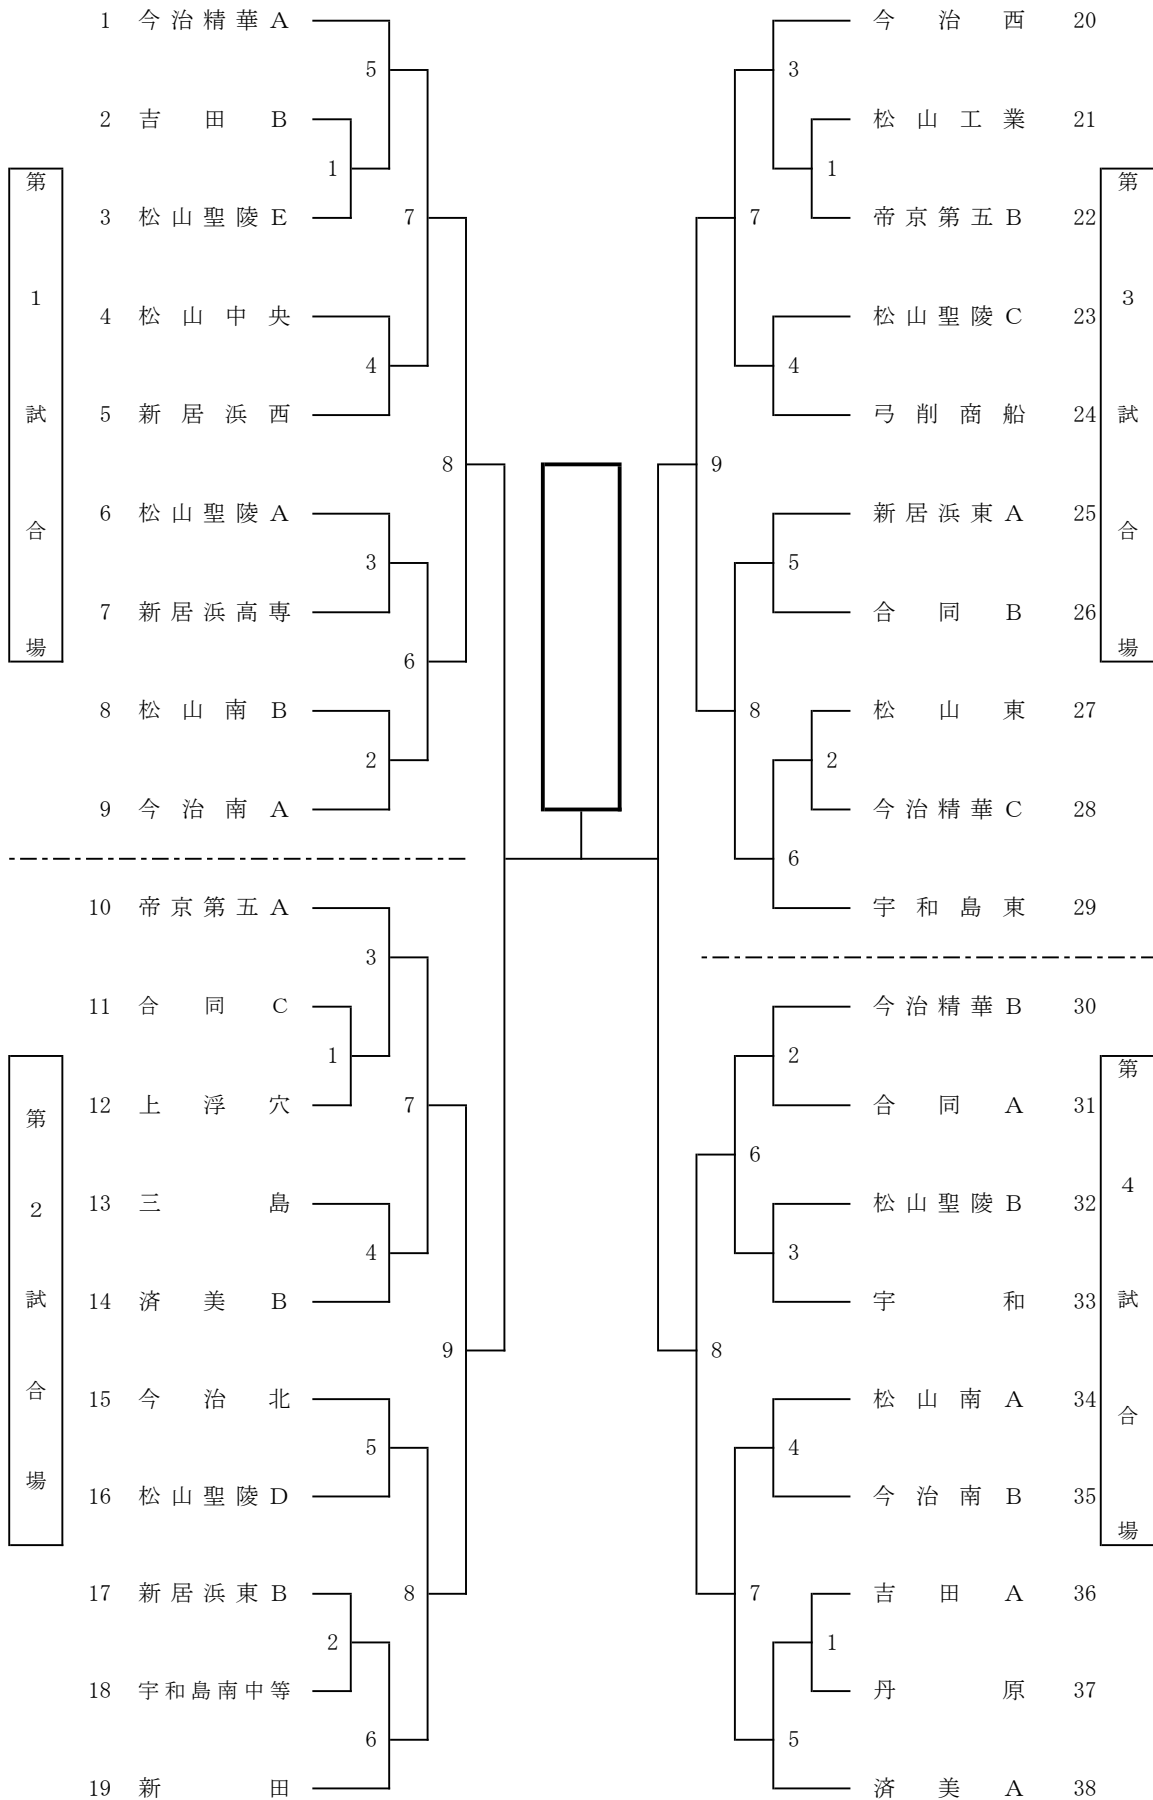 1 今治精華A
5
2 吉田B
1
3 松山聖陵E
7
4 松山中央
4
5 新居浜西
8
6 松山聖陵A
3
7 新居浜高専
6
8 松山南B
2
9 今治南A
第1試合場
10 帝京第五A
3
11 合同C
1
12 上浮穴
7
13 三島
4
14 済美B
9
15 今治北
5
16 松山聖陵D
8
17 新居浜東B
2
18 宇和島南中等
6
19 新田
第2試合場
今治西 20
3
松山工業 21
1
帝京第五B 22
7
松山聖陵C 23
4
弓削商船 24
9
新居浜東A 25
5
合同B 26
8
松山東 27
2
今治精華C 28
6
宇和島東 29
第3試合場
今治精華B 30
2
合同A 31
6
松山聖陵B 32
3
宇和 33
8
松山南A 34
4
今治南B 35
7
吉田A 36
1
丹原 37
5
済美A 38
第4試合場